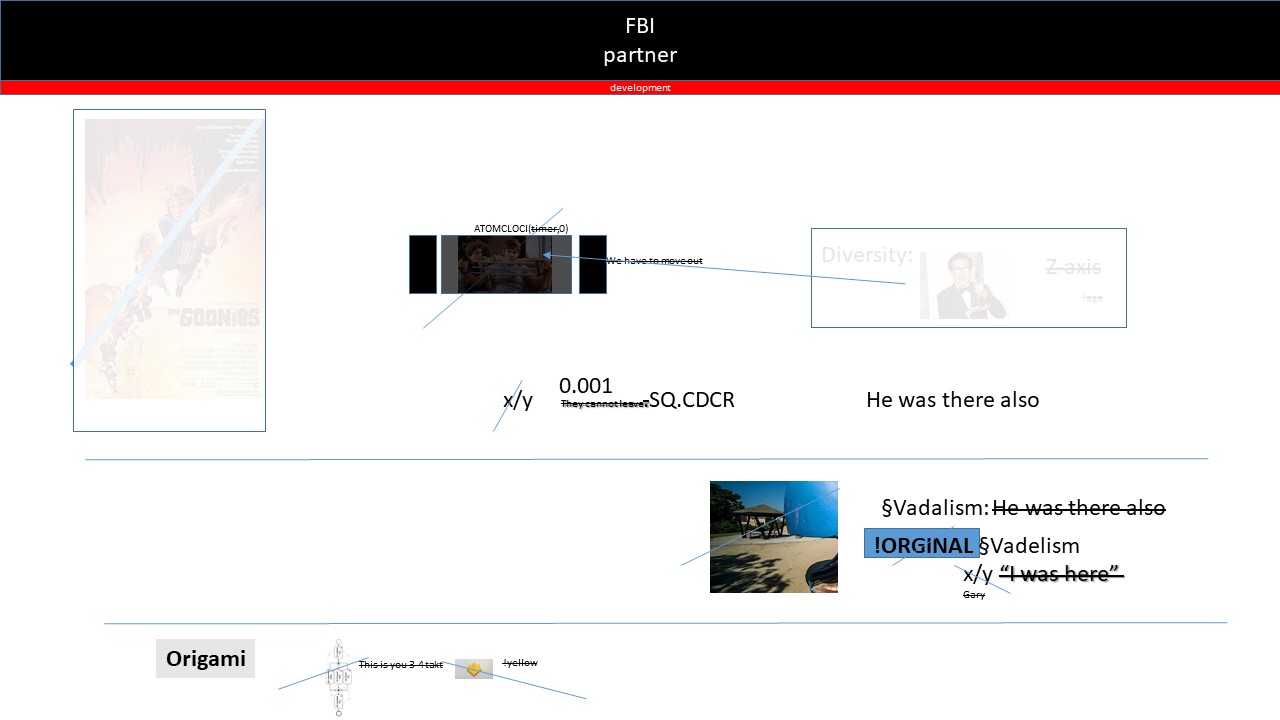 FBI
partner
development
THE GOONIES
ATOMCLOCI(timer,0)
We have to move out
Diversity:
Z-axis
!age
x/y
0.001
They cannot leave?
-SQ.CDCR
He was there also
§Vadalism: He was there also
!ORGiNAL §Vadelism
x/y “I was here”
Gary
Origami
This is you 3-4 takt
!yellow